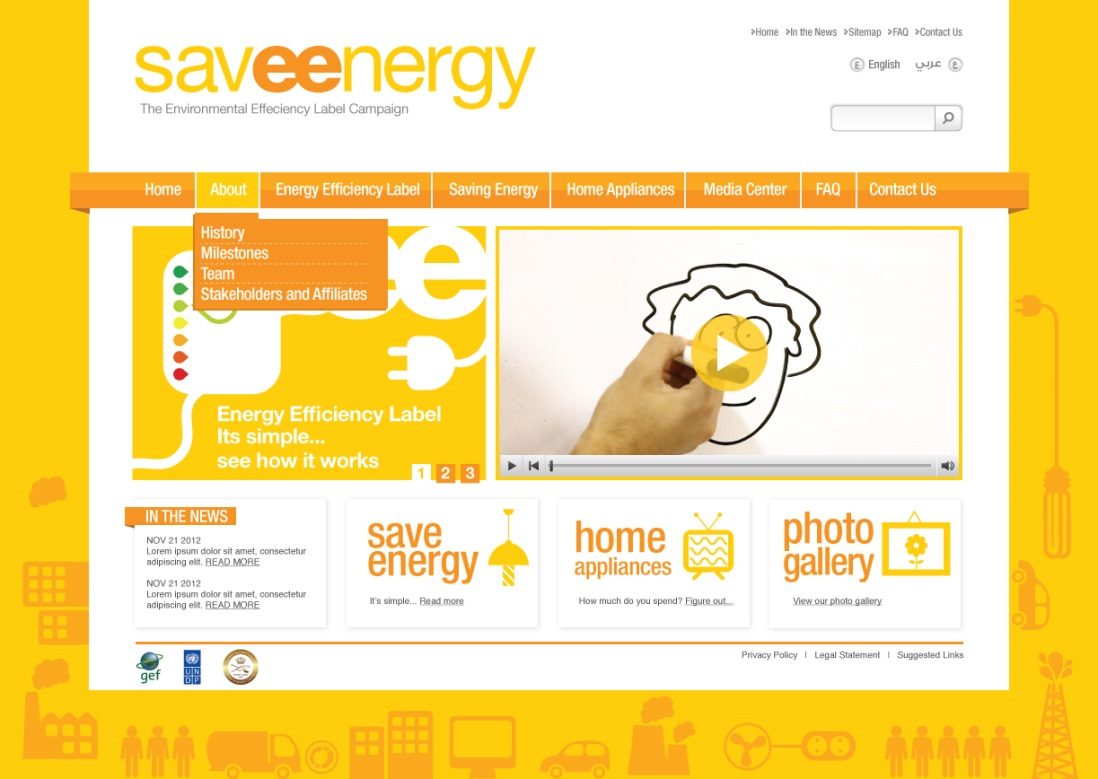 saveenergy
The Environmental Effeciency Label Campaign
Home In the News Sitemap FAQ Contact Us
E English عربي ع
Home About Energy Efficiency Label Saving Energy Home Appliances Media Center FAQ Contact Us
History
Milestones
Team
Stakeholders and Affiliates
ee
Energy Efficiency Label
Its simple...
see how it works
1 2 3
IN THE NEWS
NOV 21 2012
Lorem ipsum dolor sit amet, consectetur
adipiscing elit. READ MORE
NOV 21 2012
Lorem ipsum dolor sit amet, consectetur
adipiscing elit. READ MORE
save
energy
It's simple... Read more
home
appliances
How much do you spend? Figure out...
photo
gallery
View our photo gallery
gef
U N
D P
Privacy Policy I Legal Statement I Suggested Links